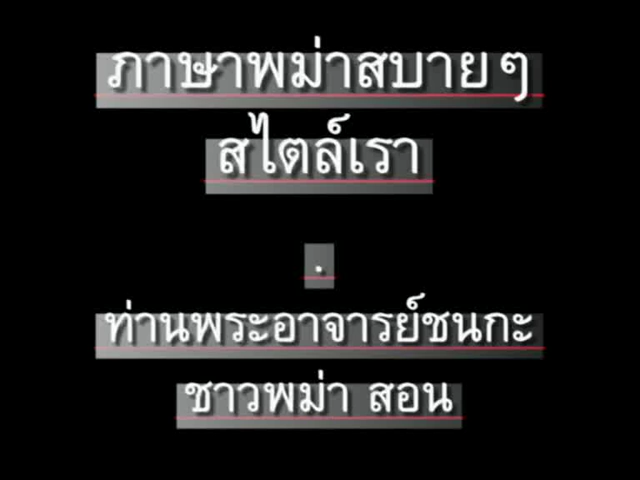 ภาษาพม่าสบายๆ
สไตล์เรา
.
ท่านพระอาจารย์ชนกะ
ชาวพม่า สอน